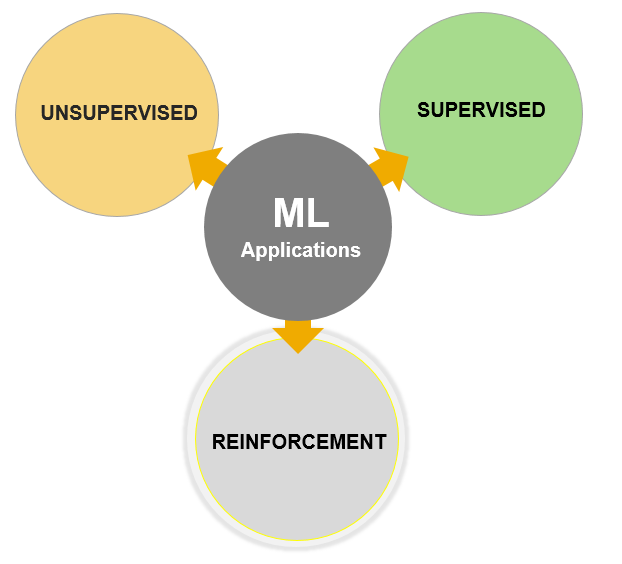 UNSUPERVISED
SUPERVISED
ML
Applications
REINFORCEMENT